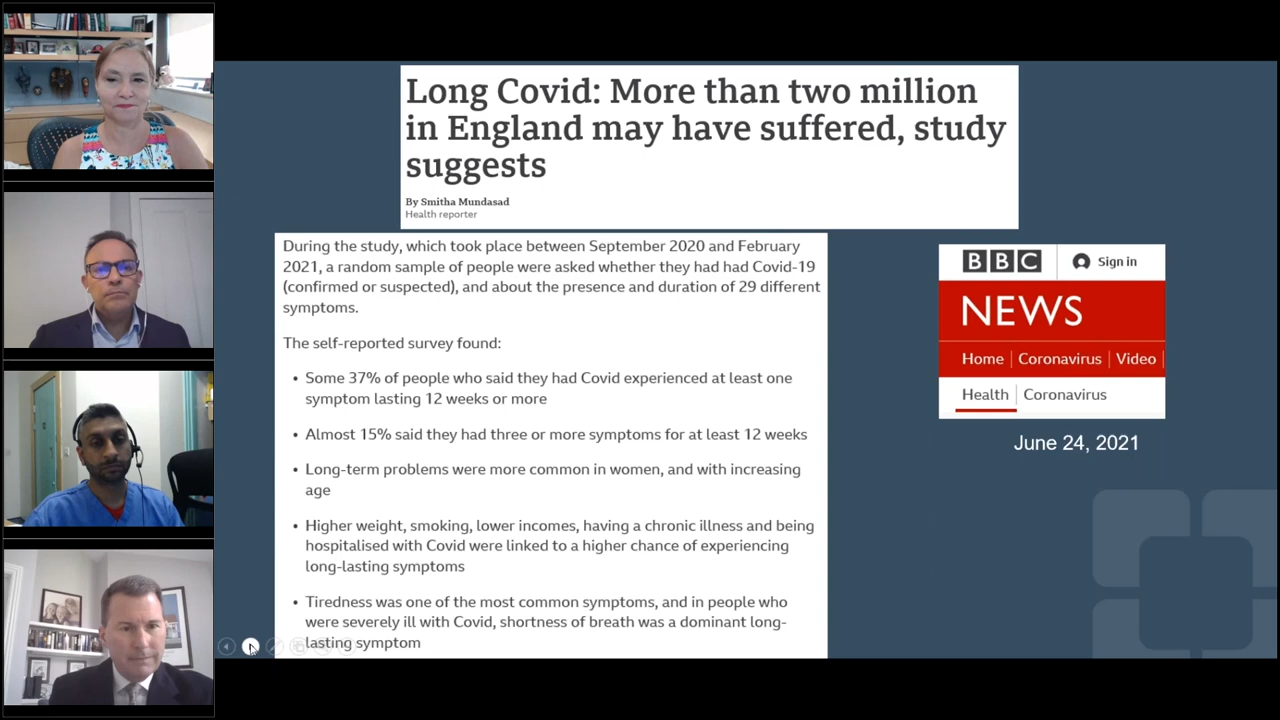 Long Covid: More than two million
in England may have suffered, study
suggests
By Smitha Mundasad
Health reporter
During the study, which took place between September 2020 and February
2021, a random sample of people were asked whether they had had Covid-19
(confirmed or suspected), and about the presence and duration of 29 different
symptoms.
The self-reported survey found:
• Some 37% of people who said they had Covid experienced at least one
symptom lasting 12 weeks or more
• Almost 15% said they had three or more symptoms for at least 12 weeks
• Long-term problems were more common in women, and with increasing
age
• Higher weight, smoking, lower incomes, having a chronic illness and being
hospitalised with Covid were linked to a higher chance of experiencing
long-lasting symptoms
• Tiredness was one of the most common symptoms, and in people who
were severely ill with Covid, shortness of breath was a dominant long-
lasting symptom
BBC Sign in
NEWS
Home Coronavirus Video
Health Coronavirus
June 24, 2021